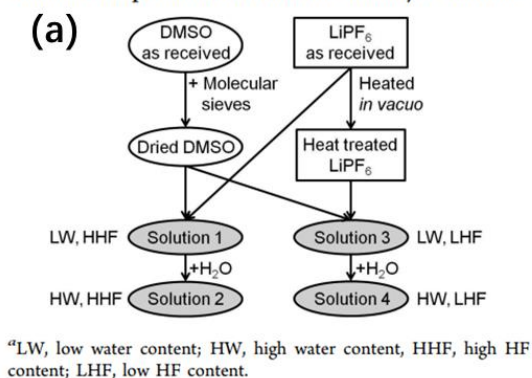 (a)
DMSO
as received
LiPF₆
as received
+ Molecular
sieves
Heated
in vacuo
Dried DMSO
Heat treated
LiPF₆
LW, HHF
Solution 1
Solution 3
LW, LHF
+H₂O
+H₂O
HW, HHF
Solution 2
Solution 4
HW, LHF
ᵃLW, low water content; HW, high water content, HHF, high HF
content; LHF, low HF content.